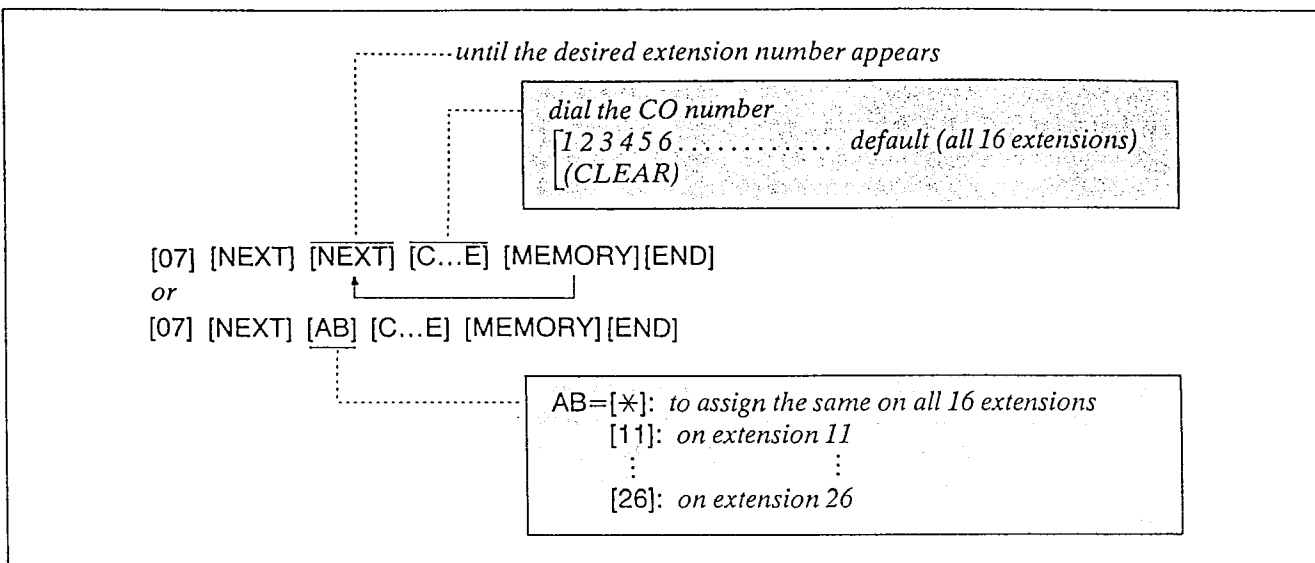 until the desired extension number appears
dial the CO number
1 2 3 4 5 6 . . . . . . . . . . . . default (all 16 extensions)
(CLEAR)
[07] [NEXT] [NEXT] [C...E] [MEMORY] [END]
or
[07] [NEXT] [AB] [C...E] [MEMORY] [END]
AB=[✳]: to assign the same on all 16 extensions
[11]: on extension 11
⋮ ⋮
[26]: on extension 26